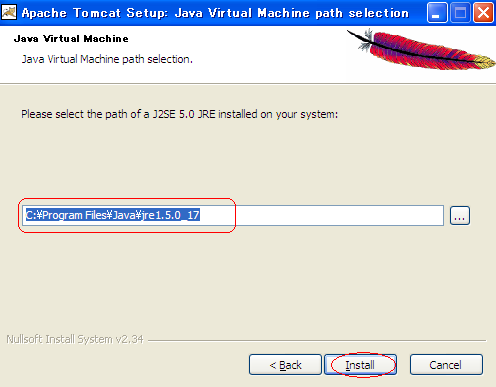 Apache Tomcat Setup: Java Virtual Machine path selection
Java Virtual Machine
Java Virtual Machine path selection.
Please select the path of a J2SE 5.0 JRE installed on your system:
C:¥Program Files¥Java¥jre1.5.0_17
...
Nullsoft Install System v2.34
< Back Install Cancel